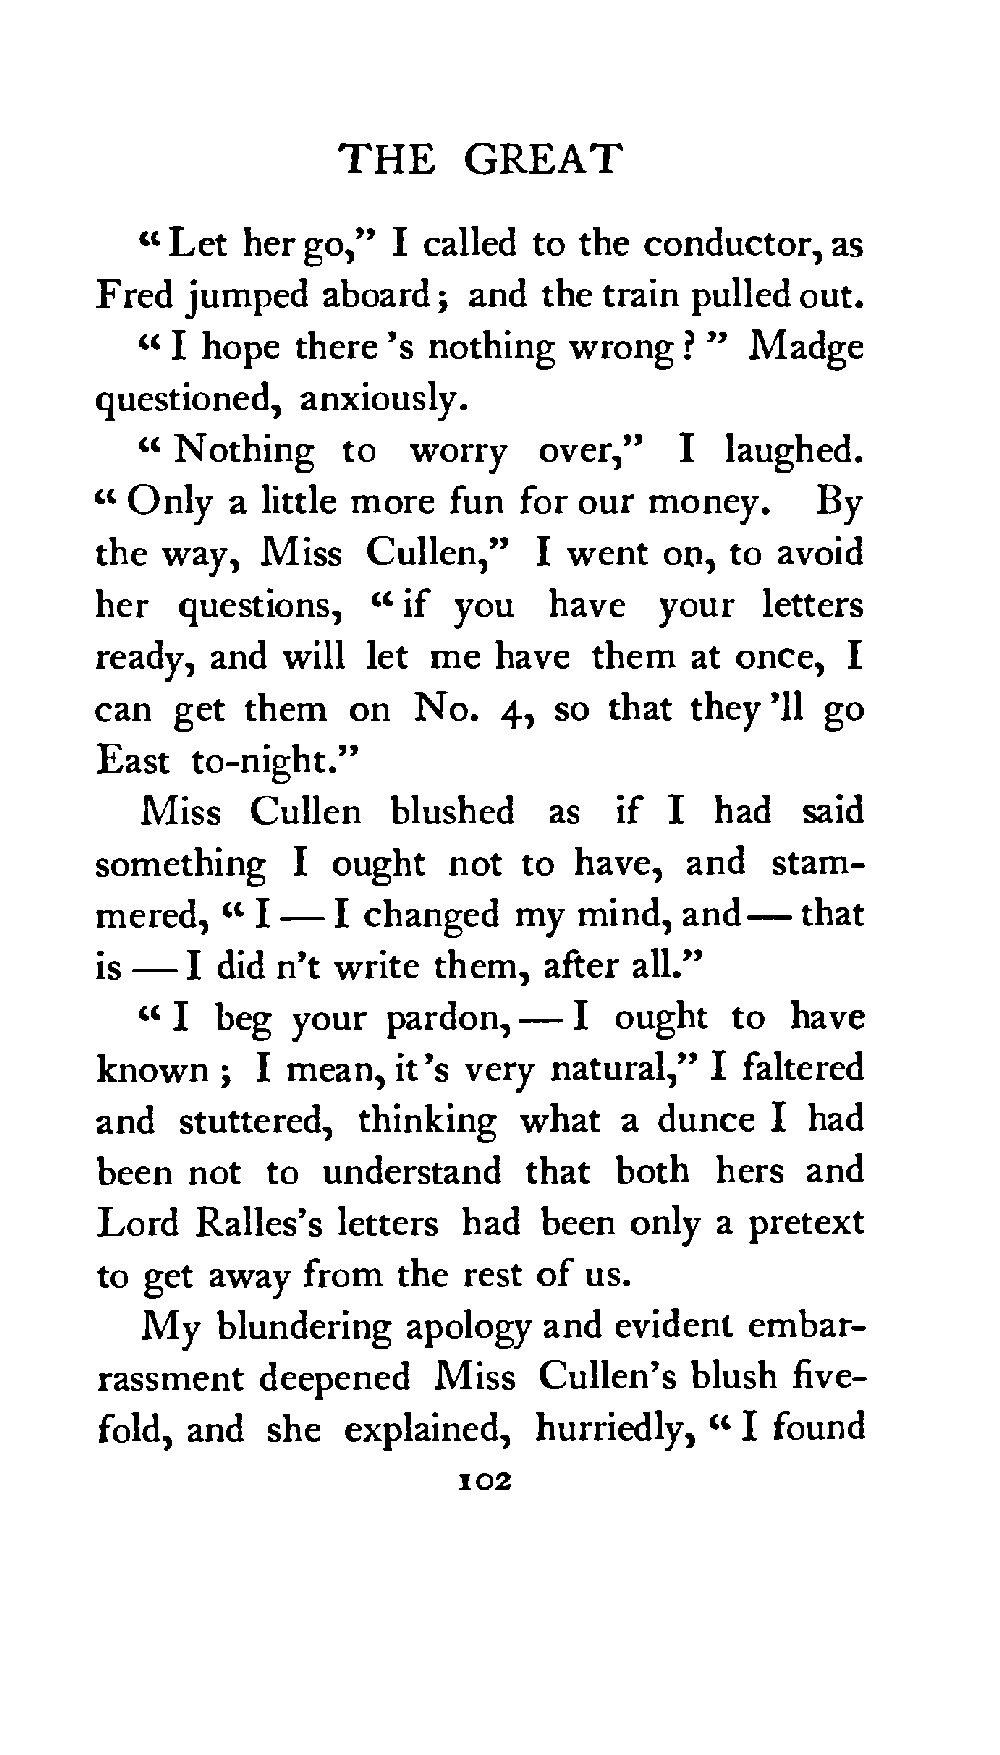 THE GREAT
“Let her go,” I called to the conductor, as
Fred jumped aboard; and the train pulled out.
“I hope there’s nothing wrong?” Madge
questioned, anxiously.
“Nothing to worry over,” I laughed.
“Only a little more fun for our money. By
the way, Miss Cullen,” I went on, to avoid
her questions, “if you have your letters
ready, and will let me have them at once, I
can get them on No. 4, so that they’ll go
East to-night.”
Miss Cullen blushed as if I had said
something I ought not to have, and stam-
mered, “I — I changed my mind, and — that
is — I did n’t write them, after all.”
“I beg your pardon, — I ought to have
known; I mean, it’s very natural,” I faltered
and stuttered, thinking what a dunce I had
been not to understand that both hers and
Lord Ralles’s letters had been only a pretext
to get away from the rest of us.
My blundering apology and evident embar-
rassment deepened Miss Cullen’s blush five-
fold, and she explained, hurriedly, “I found
102